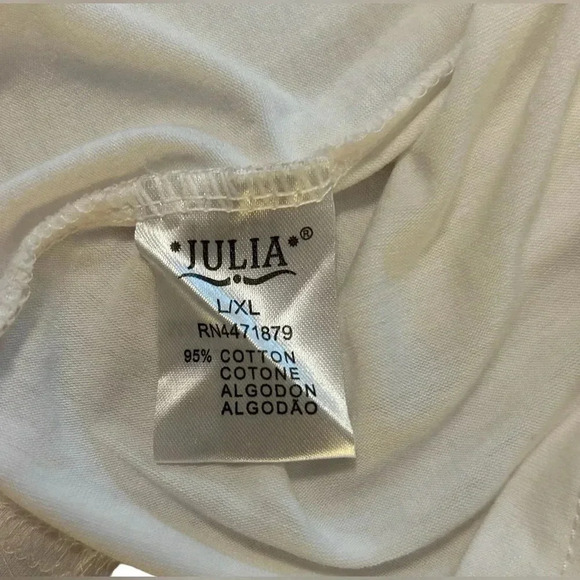 *JULIA*®
L/XL
RN4471879
95% COTTON
COTONE
ALGODON
ALGODÃO